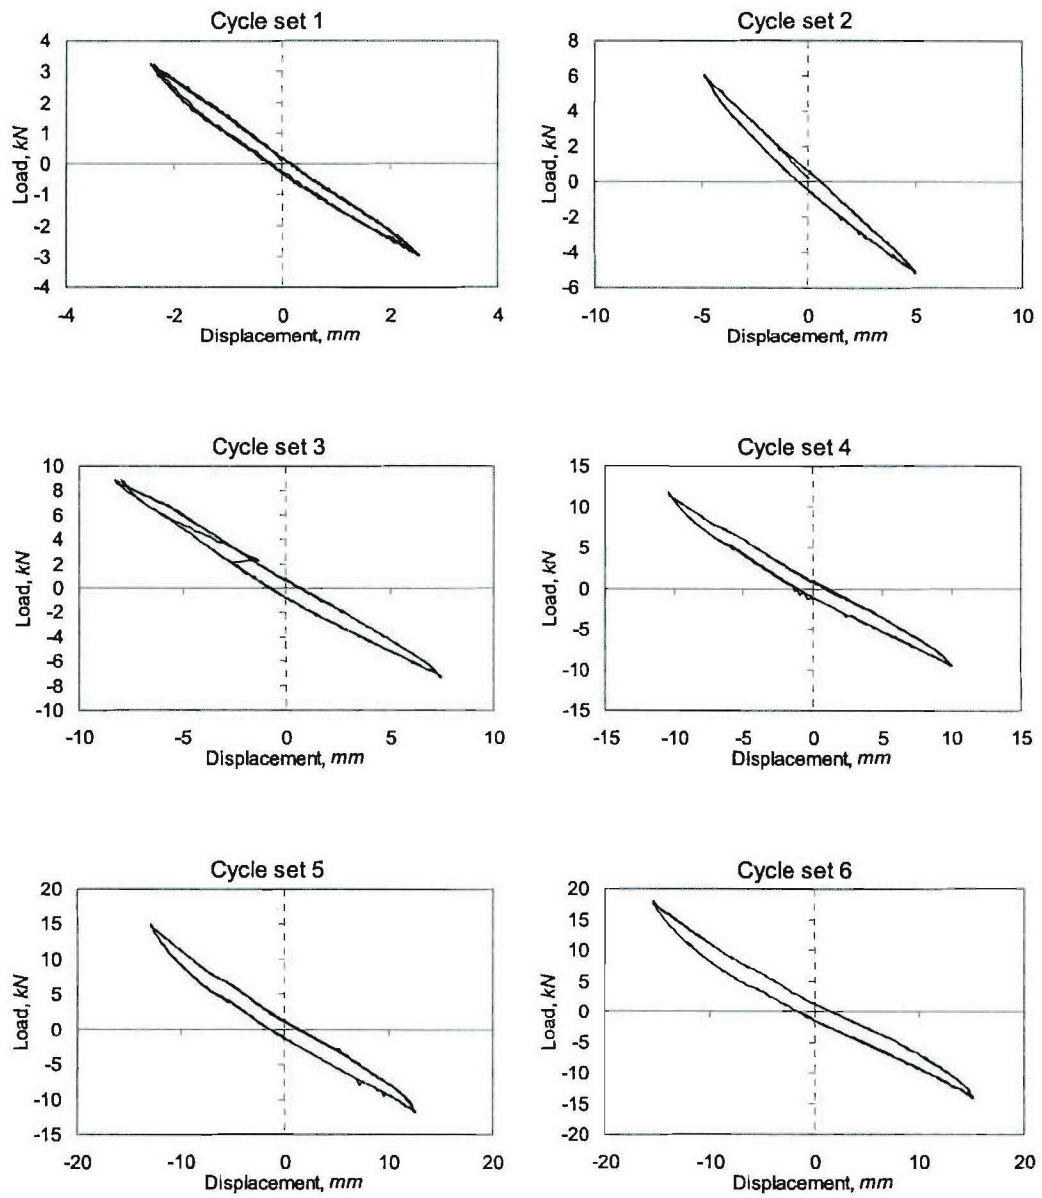 Cycle set 1
4
3
2
1
0
-1
-2
-3
-4
Load, kN
-4 -2 0 2 4
Displacement, mm
Cycle set 2
8
6
4
2
0
-2
-4
-6
Load, kN
-10 -5 0 5 10
Displacement, mm
Cycle set 3
10
8
6
4
2
0
-2
-4
-6
-8
-10
Load, kN
-10 -5 0 5 10
Displacement, mm
Cycle set 4
15
10
5
0
-5
-10
-15
Load, kN
-15 -10 -5 0 5 10 15
Displacement, mm
Cycle set 5
20
15
10
5
0
-5
-10
-15
Load, kN
-20 -10 0 10 20
Displacement, mm
Cycle set 6
20
15
10
5
0
-5
-10
-15
-20
Load, kN
-20 -10 0 10 20
Displacement, mm